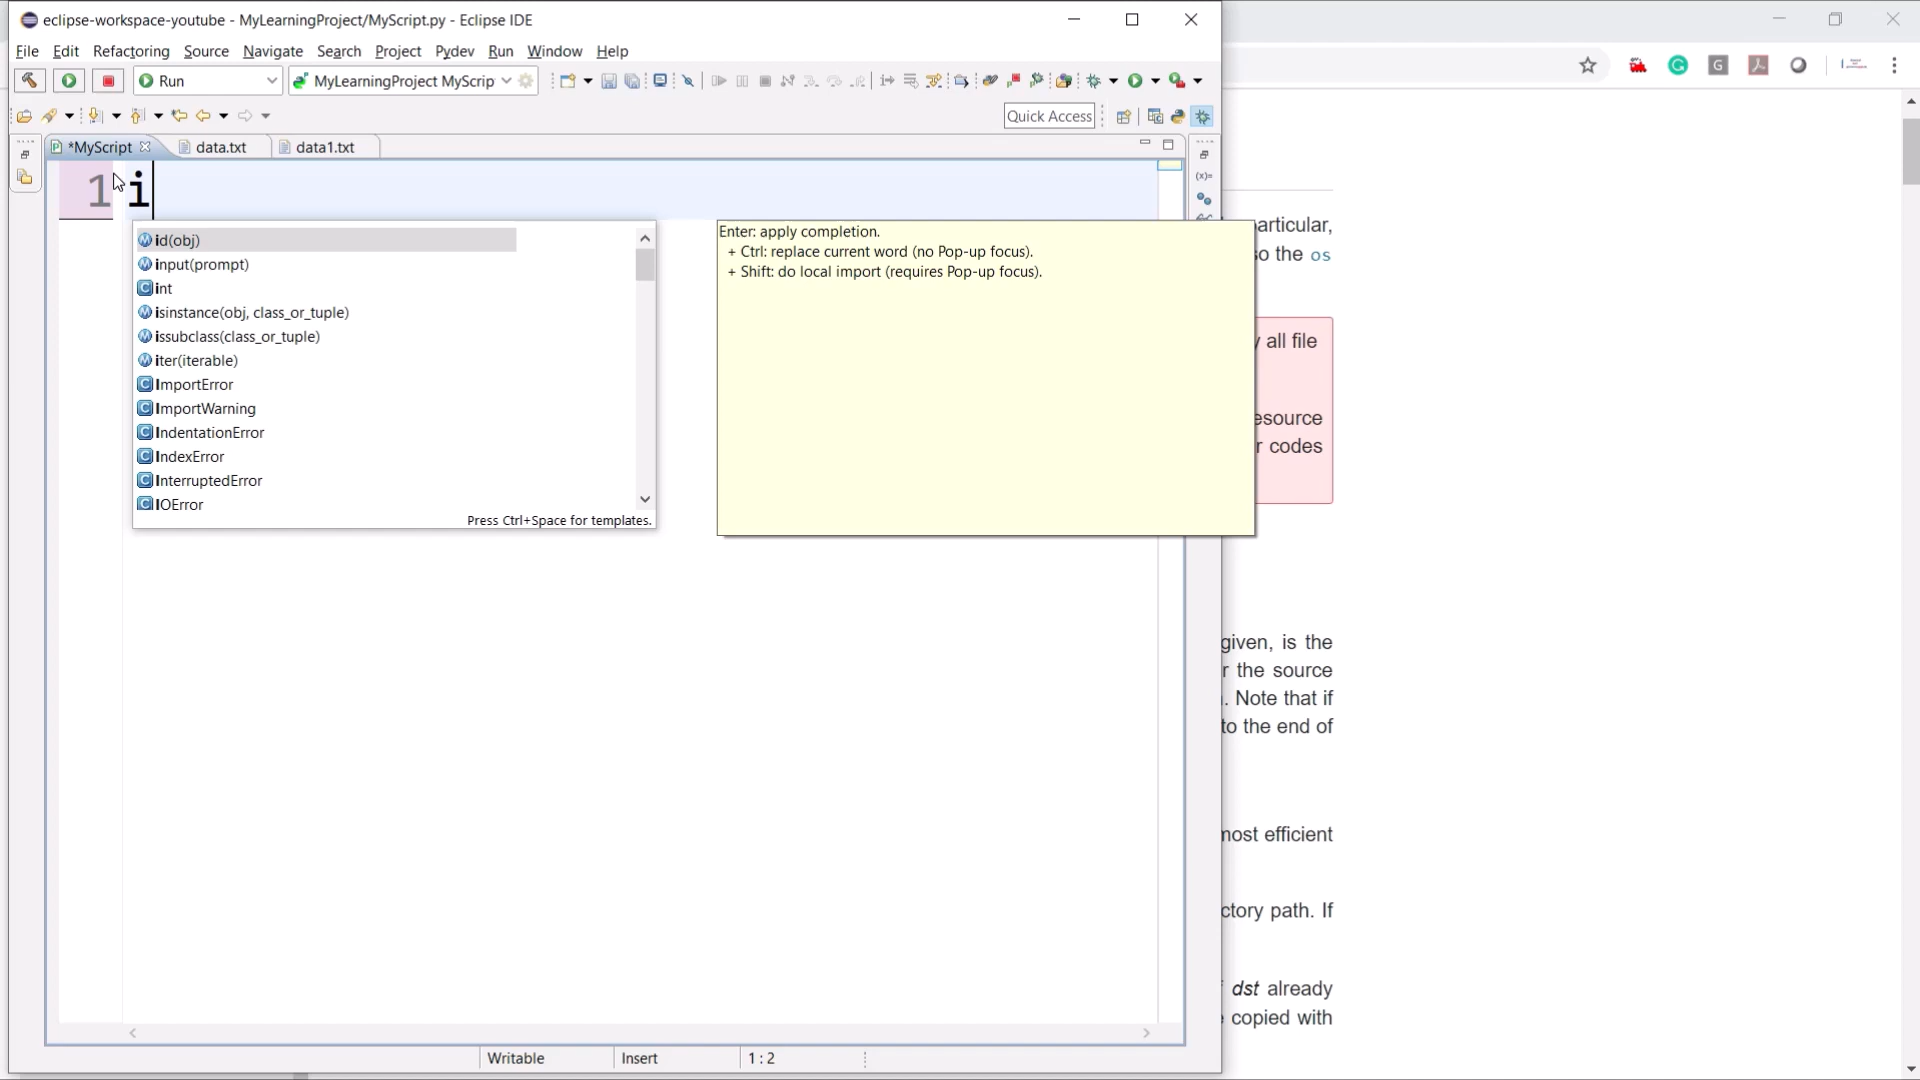 eclipse-workspace-youtube - MyLearningProject/MyScript.py - Eclipse IDE
File Edit Refactoring Source Navigate Search Project Pydev Run Window Help
Run
MyLearningProject MyScrip
Quick Access
*MyScript
data.txt
data1.txt
1 i
id(obj)
input(prompt)
int
isinstance(obj, class_or_tuple)
issubclass(class_or_tuple)
iter(iterable)
ImportError
ImportWarning
IndentationError
IndexError
InterruptedError
IOError
Press Ctrl+Space for templates.
Enter: apply completion.
+ Ctrl: replace current word (no Pop-up focus).
+ Shift: do local import (requires Pop-up focus).
(x)=
articular,
so the os
all file
esource
r codes
given, is the
r the source
. Note that if
to the end of
most efficient
ctory path. If
dst already
copied with
Writable
Insert
1 : 2